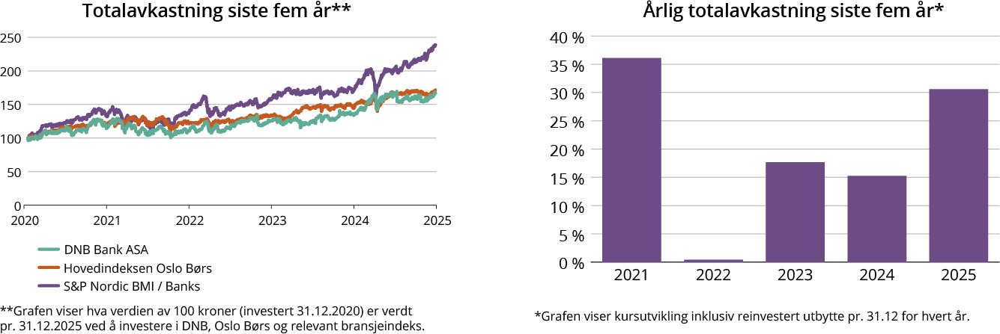 Totalavkastning siste fem år**
250
200
150
100
50
0
2020 2021 2022 2023 2024 2025
DNB Bank ASA
Hovedindeksen Oslo Børs
S&P Nordic BMI / Banks
**Grafen viser hva verdien av 100 kroner (investert 31.12.2020) er verdt
pr. 31.12.2025 ved å investere i DNB, Oslo Børs og relevant bransjeindeks.
Årlig totalavkastning siste fem år*
40 %
35 %
30 %
25 %
20 %
15 %
10 %
5 %
0 %
2021 2022 2023 2024 2025
*Grafen viser kursutvikling inklusiv reinvestert utbytte pr. 31.12 for hvert år.